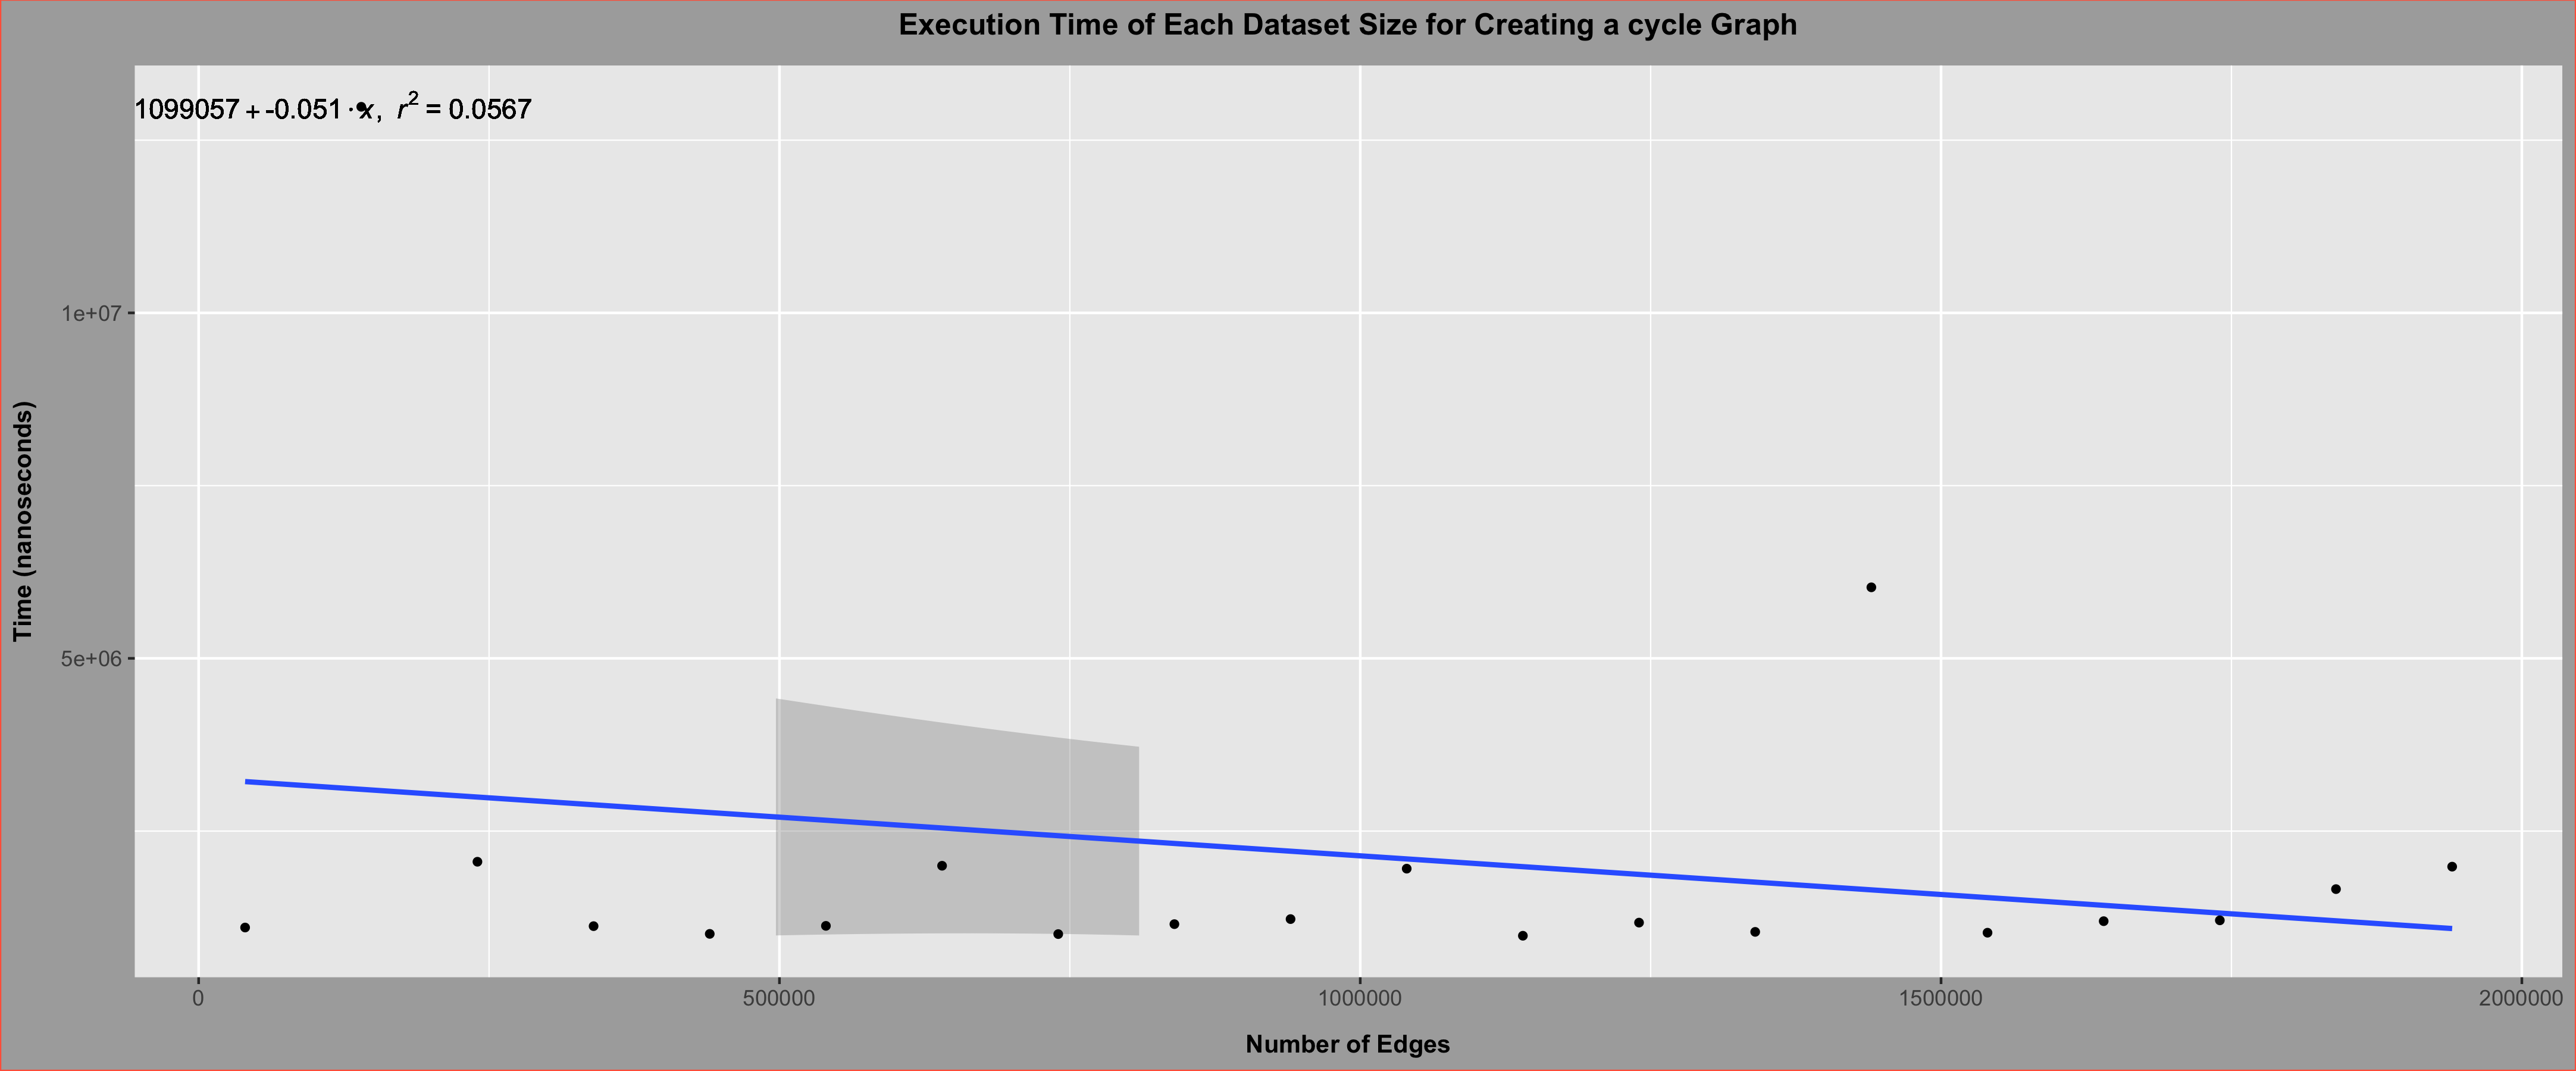 Execution Time of Each Dataset Size for Creating a cycle Graph
1099057 + -0.051 · x, r² = 0.0567
1e+07
5e+06
Time (nanoseconds)
0 500000 1000000 1500000 2000000
Number of Edges